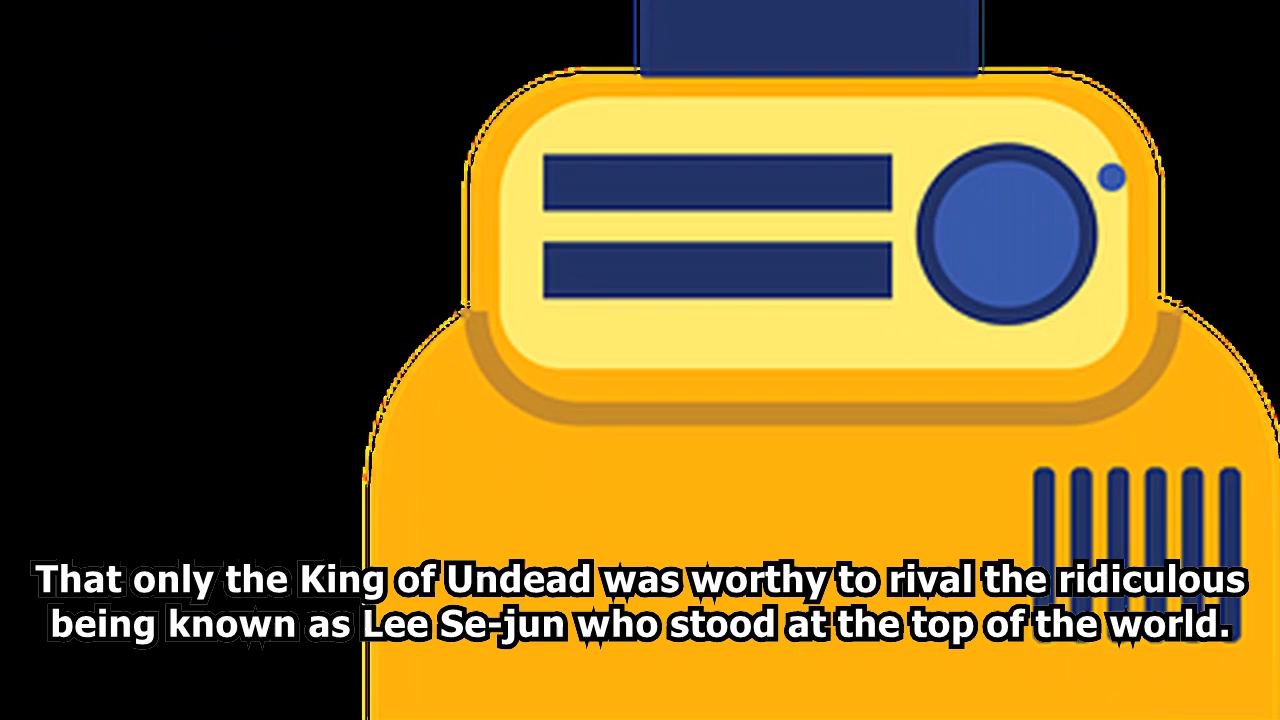 That only the King of Undead was worthy to rival the ridiculous
being known as Lee Se-jun who stood at the top of the world.